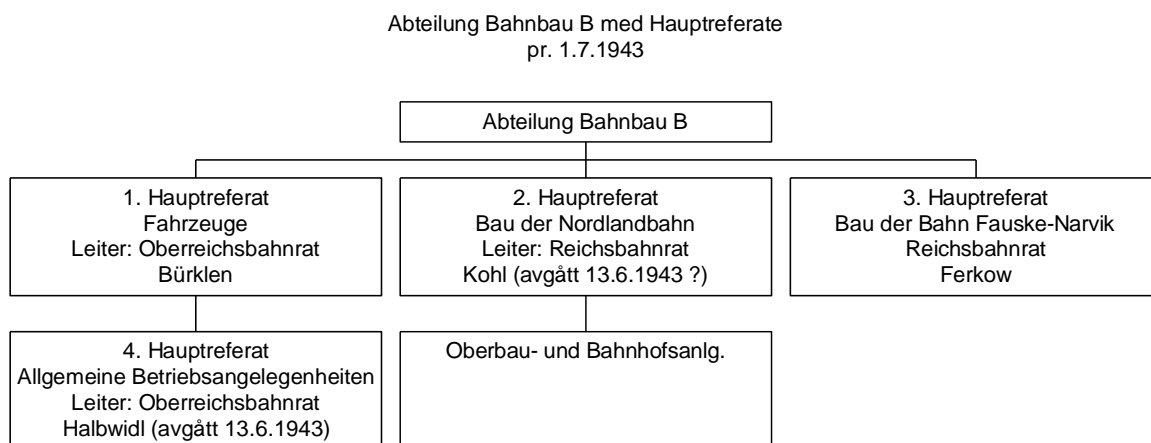 Abteilung Bahnbau B med Hauptreferate
pr. 1.7.1943
Abteilung Bahnbau B
1. Hauptreferat
Fahrzeuge
Leiter: Oberreichsbahnrat
Bürklen
2. Hauptreferat
Bau der Nordlandbahn
Leiter: Reichsbahnrat
Kohl (avgått 13.6.1943 ?)
3. Hauptreferat
Bau der Bahn Fauske-Narvik
Reichsbahnrat
Ferkow
4. Hauptreferat
Allgemeine Betriebsangelegenheiten
Leiter: Oberreichsbahnrat
Halbwidl (avgått 13.6.1943)
Oberbau- und Bahnhofsanlg.